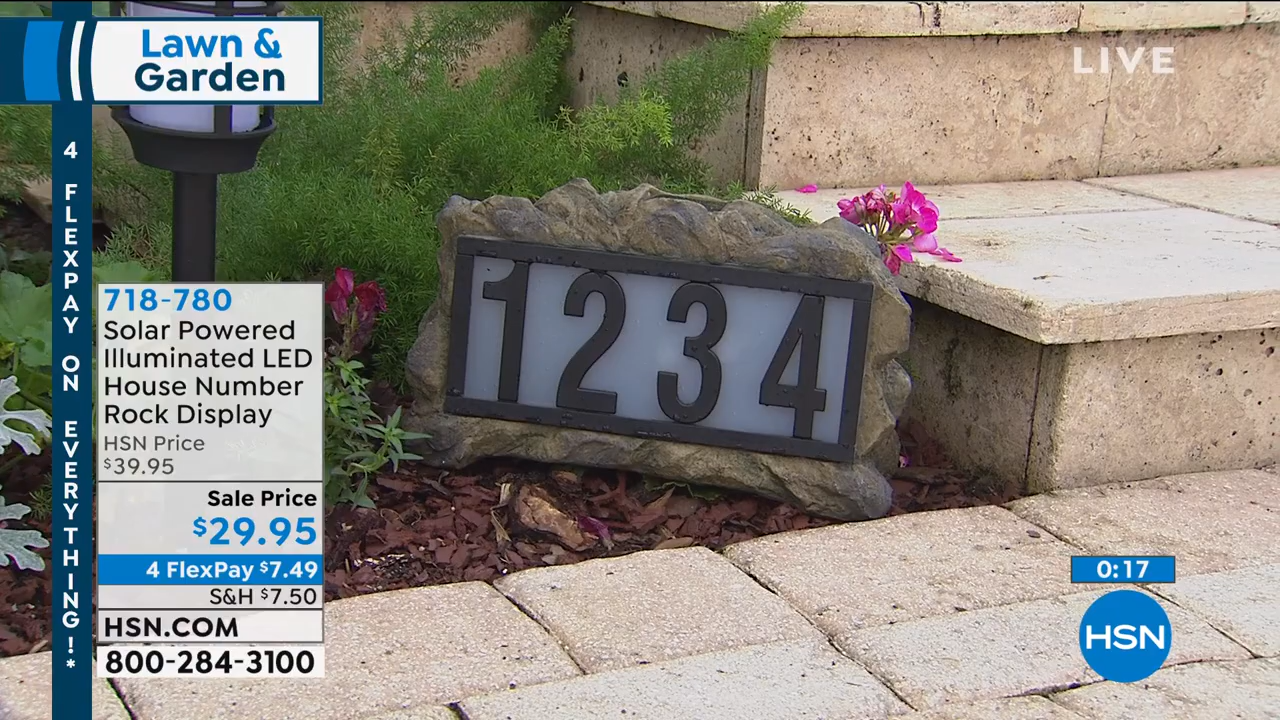 Lawn &
Garden
LIVE
4 FLEXPAY ON EVERYTHING!*
1234
718-780
Solar Powered
Illuminated LED
House Number
Rock Display
HSN Price
$39.95
Sale Price
$29.95
4 FlexPay $7.49
S&H $7.50
HSN.COM
800-284-3100
0:17
HSN